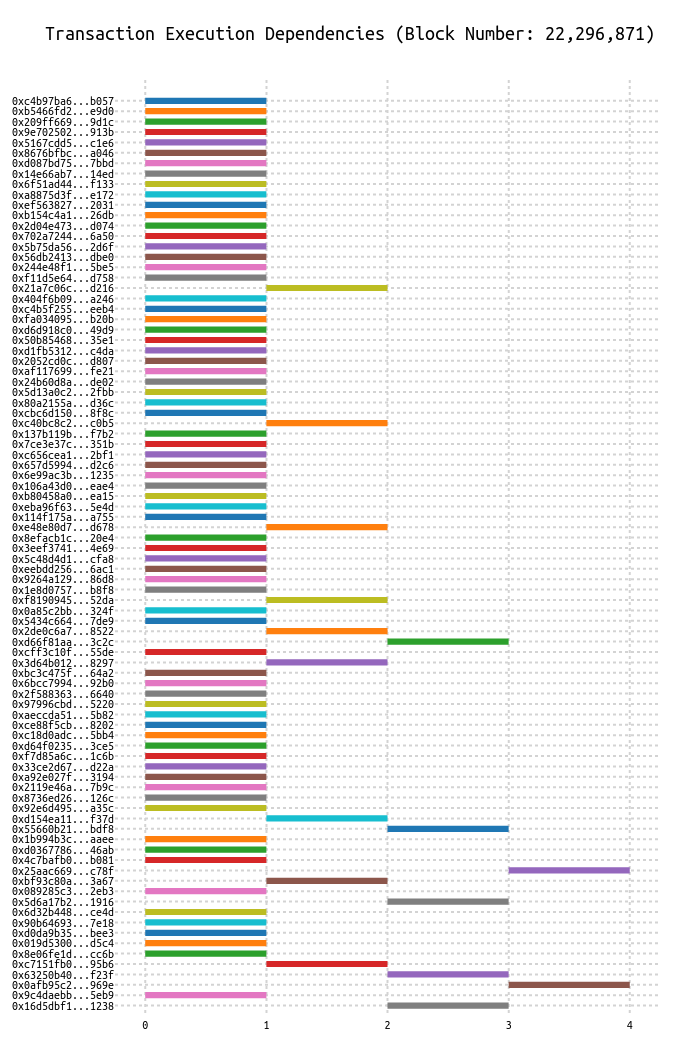 Transaction Execution Dependencies (Block Number: 22,296,871)
0xc4b97ba6...b057
0xb5466fd2...e9d0
0x209ff669...9d1c
0x9e702502...913b
0x5167cdd5...c1e6
0x8676bfbc...a046
0xd087bd75...7bbd
0x14e66ab7...14ed
0x6f51ad44...f133
0xa8875d3f...e172
0xef563827...2031
0xb154c4a1...26db
0x2d04e473...d074
0x702a7244...6a50
0x5b75da56...2d6f
0x56db2413...dbe0
0x244e48f1...5be5
0xf11d5e64...d758
0x21a7c06c...d216
0x404f6b09...a246
0xc4b5f255...eeb4
0xfa034095...b20b
0xd6d918c0...49d9
0x50b85468...35e1
0xd1fb5312...c4da
0x2052cd0c...d807
0xaf117699...fe21
0x24b60d8a...de02
0x5d13a0c2...2fbb
0x80a2155a...d36c
0xcbc6d150...8f8c
0xc40bc8c2...c0b5
0x137b119b...f7b2
0x7ce3e37c...351b
0xc656cea1...2bf1
0x657d5994...d2c6
0x6e99ac3b...1235
0x106a43d0...eae4
0xb80458a0...ea15
0xeba96f63...5e4d
0x114f175a...a755
0xe48e80d7...d678
0x8efacb1c...20e4
0x3eef3741...4e69
0x5c48d4d1...cfa8
0xeebdd256...6ac1
0x9264a129...86d8
0x1e8d0757...b8f8
0xf8190945...52da
0x0a85c2bb...324f
0x5434c664...7de9
0x2de0c6a7...8522
0xd66f81aa...3c2c
0xcff3c10f...55de
0x3d64b012...8297
0xbc3c475f...64a2
0x6bcc7994...92b0
0x2f588363...6640
0x97996cbd...5220
0xaeccda51...5b82
0xce88f5cb...8202
0xc18d0adc...5bb4
0xd64f0235...3ce5
0xf7d85a6c...1c6b
0x33ce2d67...d22a
0xa92e027f...3194
0x2119e46a...7b9c
0x8736ed26...126c
0x92e6d495...a35c
0xd154ea11...f37d
0x55660b21...bdf8
0x1b994b3c...aaee
0xd0367786...46ab
0x4c7bafb0...b081
0x25aac669...c78f
0xbf93c80a...3a67
0x089285c3...2eb3
0x5d6a17b2...1916
0x6d32b448...ce4d
0x90b64693...7e18
0xd0da9b35...bee3
0x019d5300...d5c4
0x8e06fe1d...cc6b
0xc7151fb0...95b6
0x63250b40...f23f
0x0afb95c2...969e
0x9c4daebb...5eb9
0x16d5dbf1...1238
0 1 2 3 4